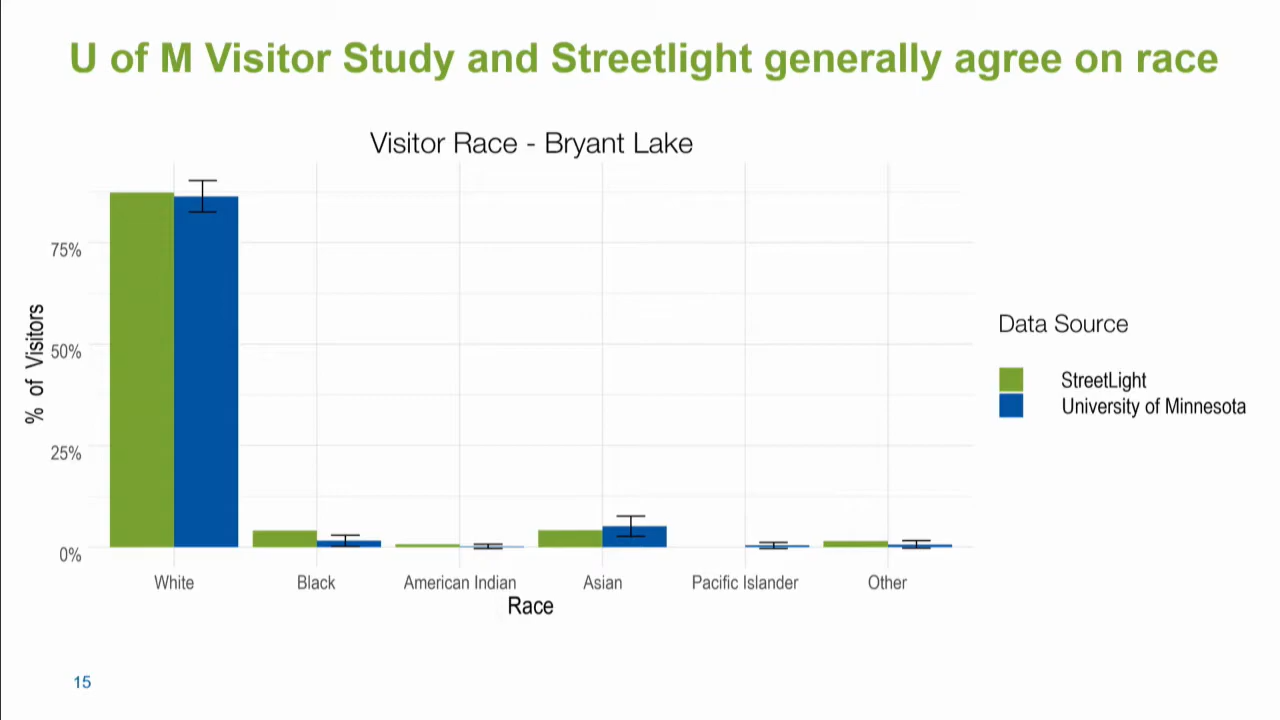 U of M Visitor Study and Streetlight generally agree on race
Visitor Race - Bryant Lake
75%
50%
25%
0%
% of Visitors
White Black American Indian Asian Pacific Islander Other
Race
Data Source
StreetLight
University of Minnesota
15